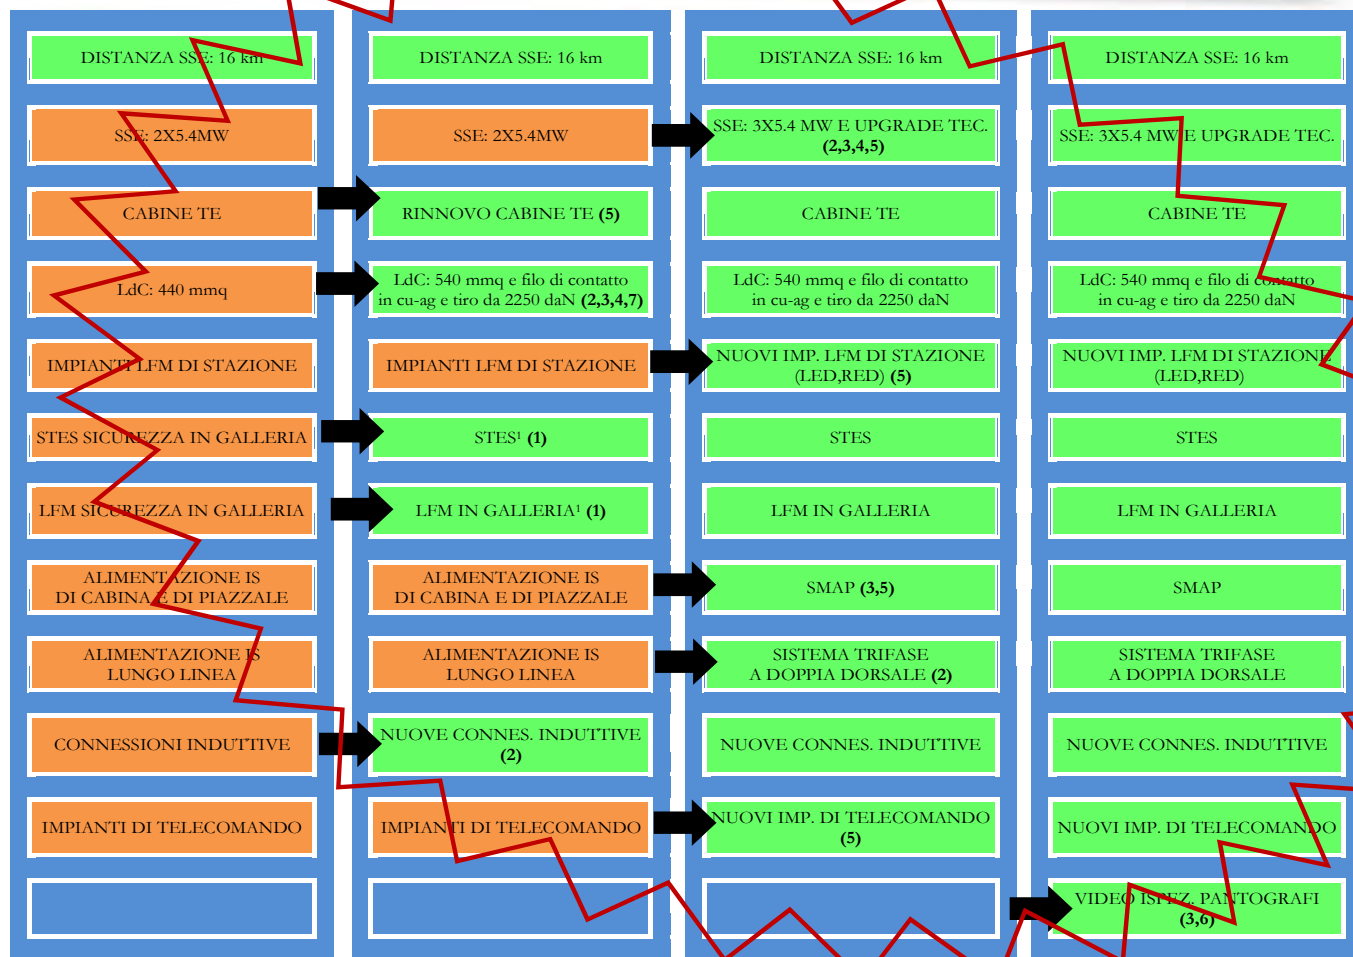 DISTANZA SSE: 16 km
SSE: 2X5.4MW
CABINE TE
LdC: 440 mmq
IMPIANTI LFM DI STAZIONE
STES SICUREZZA IN GALLERIA
LFM SICUREZZA IN GALLERIA
ALIMENTAZIONE IS
DI CABINA E DI PIAZZALE
ALIMENTAZIONE IS
LUNGO LINEA
CONNESSIONI INDUTTIVE
IMPIANTI DI TELECOMANDO
DISTANZA SSE: 16 km
SSE: 2X5.4MW
RINNOVO CABINE TE (5)
LdC: 540 mmq e filo di contatto
in cu-ag e tiro da 2250 daN (2,3,4,7)
IMPIANTI LFM DI STAZIONE
STES¹ (1)
LFM IN GALLERIA¹ (1)
ALIMENTAZIONE IS
DI CABINA E DI PIAZZALE
ALIMENTAZIONE IS
LUNGO LINEA
NUOVE CONNES. INDUTTIVE
(2)
IMPIANTI DI TELECOMANDO
DISTANZA SSE: 16 km
SSE: 3X5.4 MW E UPGRADE TEC.
(2,3,4,5)
CABINE TE
LdC: 540 mmq e filo di contatto
in cu-ag e tiro da 2250 daN
NUOVI IMP. LFM DI STAZIONE
(LED,RED) (5)
STES
LFM IN GALLERIA
SMAP (3,5)
SISTEMA TRIFASE
A DOPPIA DORSALE (2)
NUOVE CONNES. INDUTTIVE
NUOVI IMP. DI TELECOMANDO
(5)
DISTANZA SSE: 16 km
SSE: 3X5.4 MW E UPGRADE TEC.
CABINE TE
LdC: 540 mmq e filo di contatto
in cu-ag e tiro da 2250 daN
NUOVI IMP. LFM DI STAZIONE
(LED,RED)
STES
LFM IN GALLERIA
SMAP
SISTEMA TRIFASE
A DOPPIA DORSALE
NUOVE CONNES. INDUTTIVE
NUOVI IMP. DI TELECOMANDO
VIDEO ISPEZ. PANTOGRAFI
(3,6)